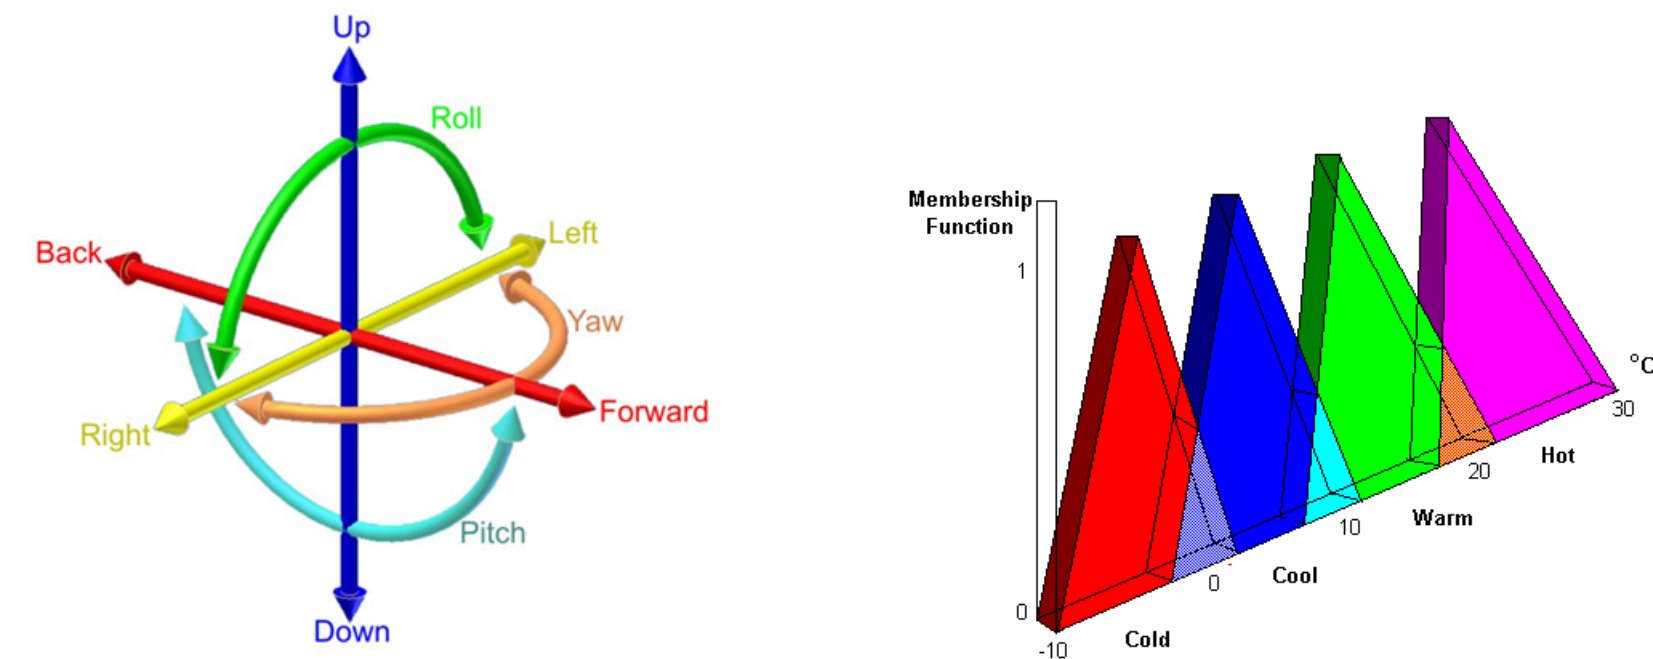 Up
Roll
Left
Back
Yaw
Forward
Right
Pitch
Down
Membership
Function
1
0
-10
Cold
0
Cool
10
Warm
20
Hot
30
°C